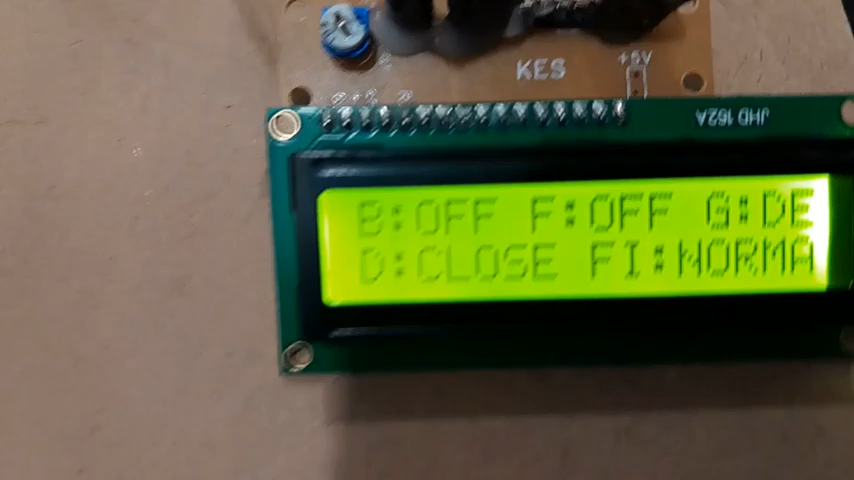 KES
+5V
JHD 162A
B:OFF F:OFF G:DE
D:CLOSE FI:NORMA